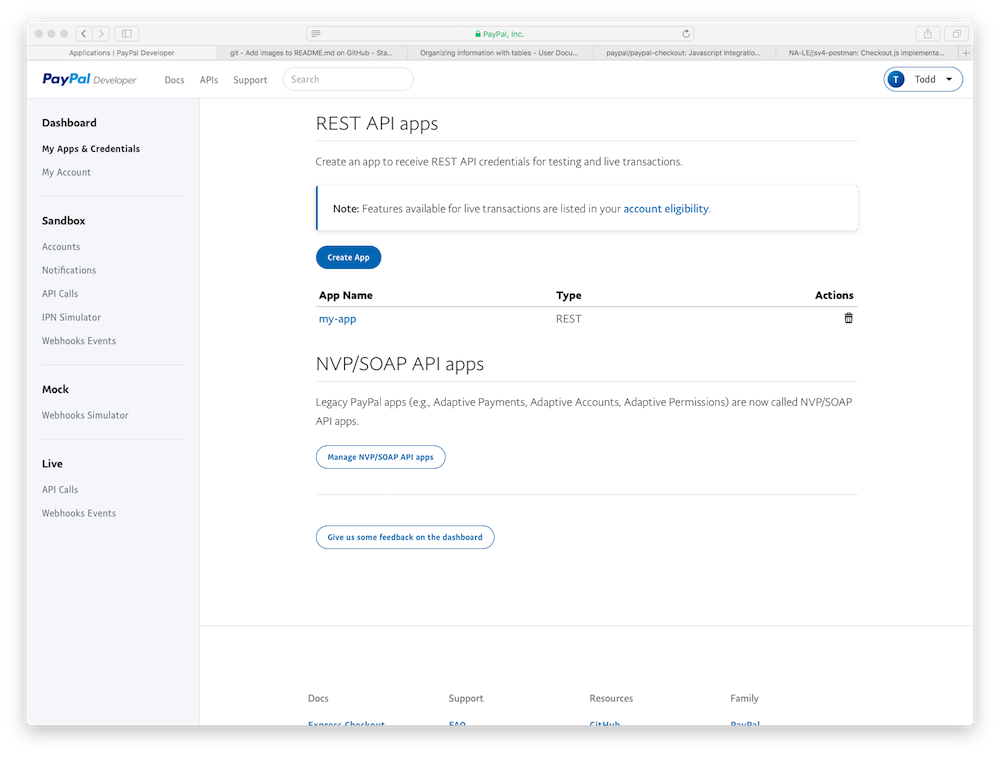 PayPal, Inc.
Applications | PayPal Developer
git - Add images to README.md on GitHub - Sta...
Organizing information with tables - User Docu...
paypal/paypal-checkout: Javascript Integratio...
NA-LE/jsv4-postman: Checkout.js implementa...
PayPal Developer
Docs
APIs
Support
Search
T
Todd
Dashboard
My Apps & Credentials
My Account
Sandbox
Accounts
Notifications
API Calls
IPN Simulator
Webhooks Events
Mock
Webhooks Simulator
Live
API Calls
Webhooks Events
REST API apps
Create an app to receive REST API credentials for testing and live transactions.
Note: Features available for live transactions are listed in your account eligibility.
Create App
App Name Type Actions
my-app REST
NVP/SOAP API apps
Legacy PayPal apps (e.g., Adaptive Payments, Adaptive Accounts, Adaptive Permissions) are now called NVP/SOAP
API apps.
Manage NVP/SOAP API apps
Give us some feedback on the dashboard
Docs Support Resources Family
Express Checkout FAQ GitHub PayPal